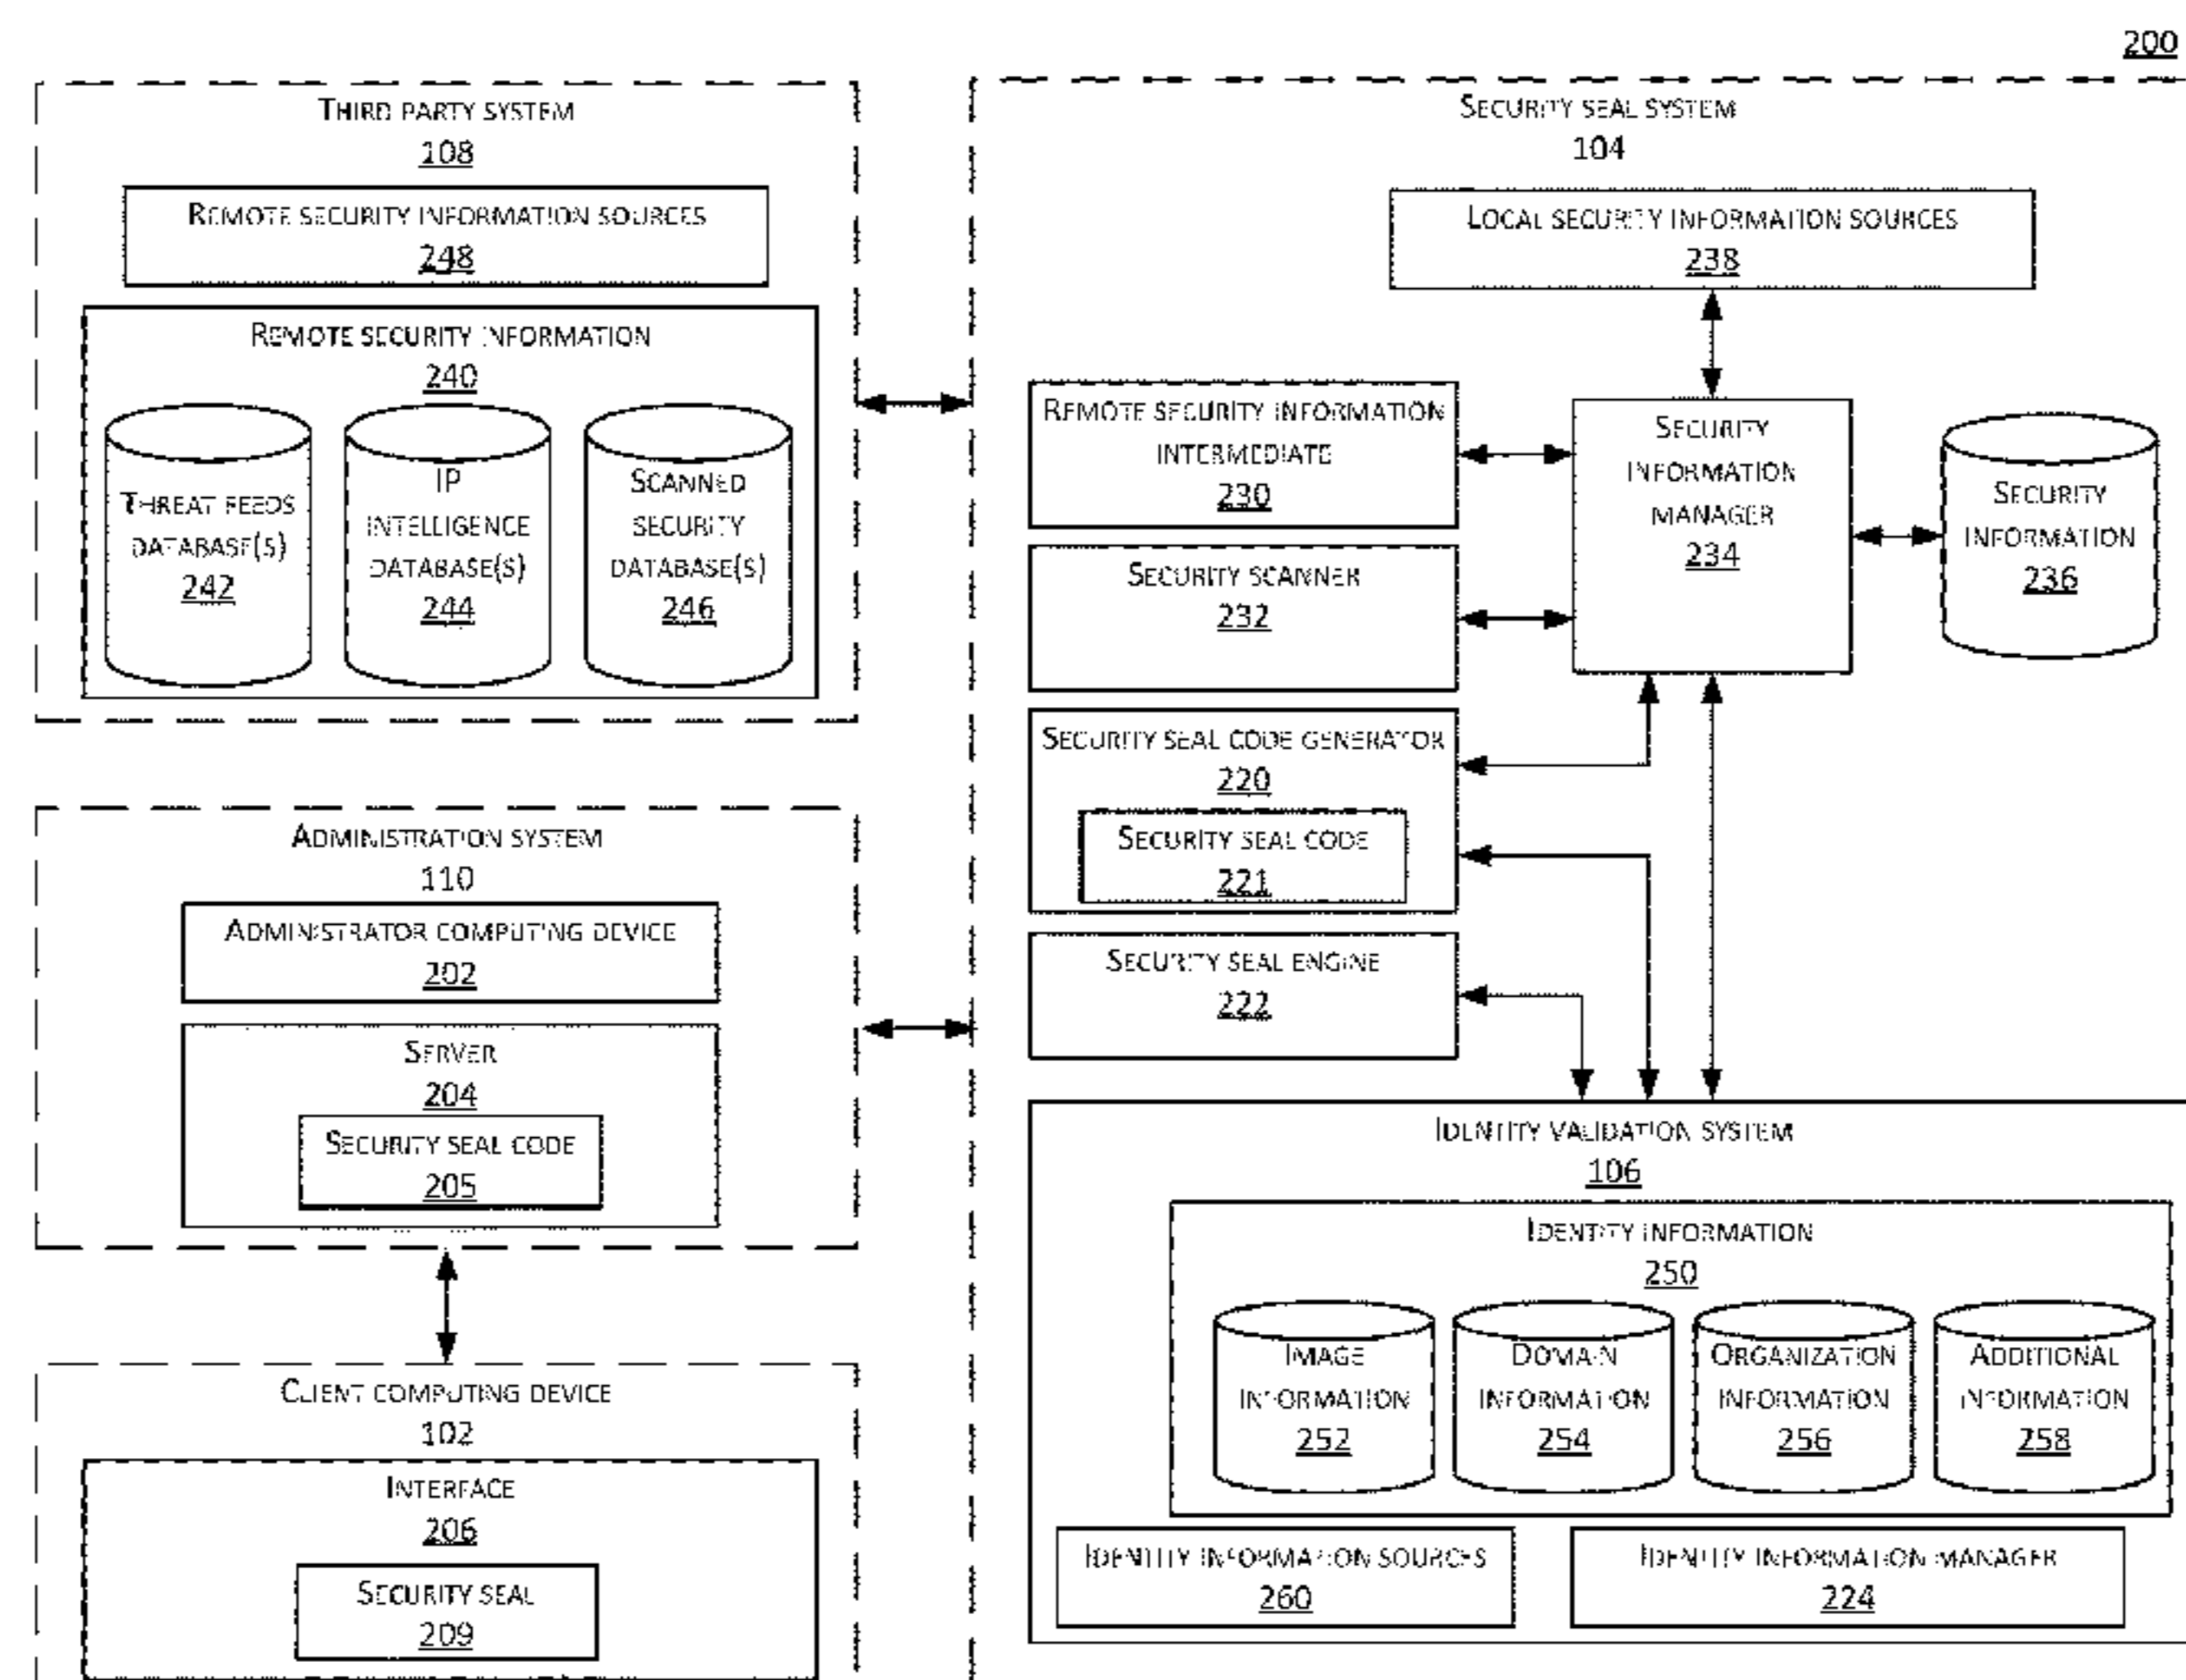 200
THIRD PARTY SYSTEM
108
REMOTE SECURITY INFORMATION SOURCES
248
REMOTE SECURITY INFORMATION
240
THREAT FEEDS
DATABASE(S)
242
IP
INTELLIGENCE
DATABASE(S)
244
SCANNED
SECURITY
DATABASE(S)
246
ADMINISTRATION SYSTEM
110
ADMINISTRATOR COMPUTING DEVICE
202
SERVER
204
SECURITY SEAL CODE
205
CLIENT COMPUTING DEVICE
102
INTERFACE
206
SECURITY SEAL
209
SECURITY SEAL SYSTEM
104
LOCAL SECURITY INFORMATION SOURCES
238
REMOTE SECURITY INFORMATION
INTERMEDIATE
230
SECURITY SCANNER
232
SECURITY
INFORMATION
MANAGER
234
SECURITY
INFORMATION
236
SECURITY SEAL CODE GENERATOR
220
SECURITY SEAL CODE
221
SECURITY SEAL ENGINE
222
IDENTITY VALIDATION SYSTEM
106
IDENTITY INFORMATION
250
IMAGE
INFORMATION
252
DOMAIN
INFORMATION
254
ORGANIZATION
INFORMATION
256
ADDITIONAL
INFORMATION
258
IDENTITY INFORMATION SOURCES
260
IDENTITY INFORMATION MANAGER
224